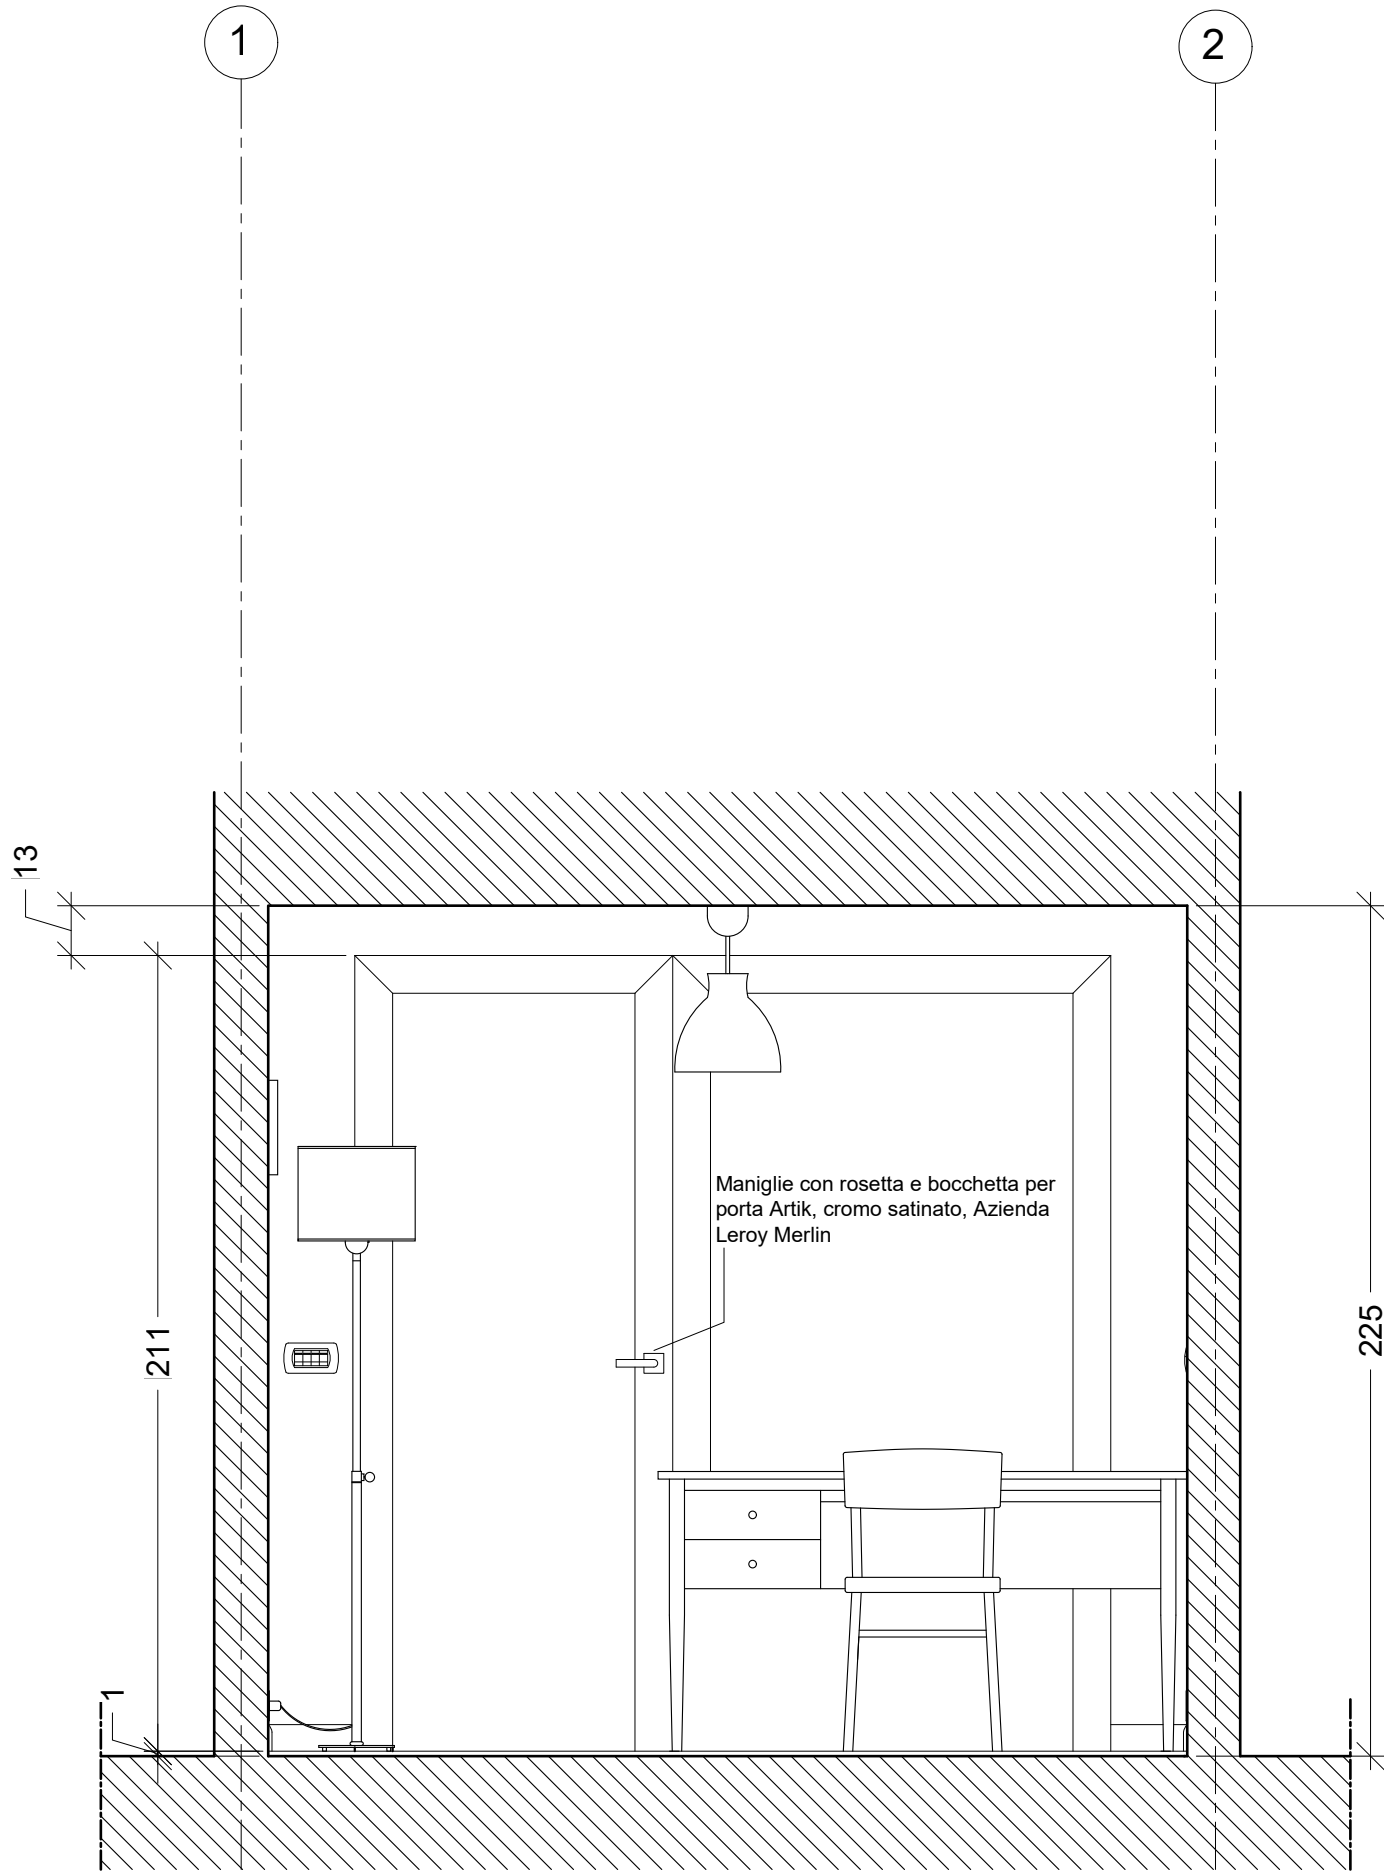 1
2
13
Maniglie con rosetta e bocchetta per
porta Artik, cromo satinato, Azienda
Leroy Merlin
211
225
1